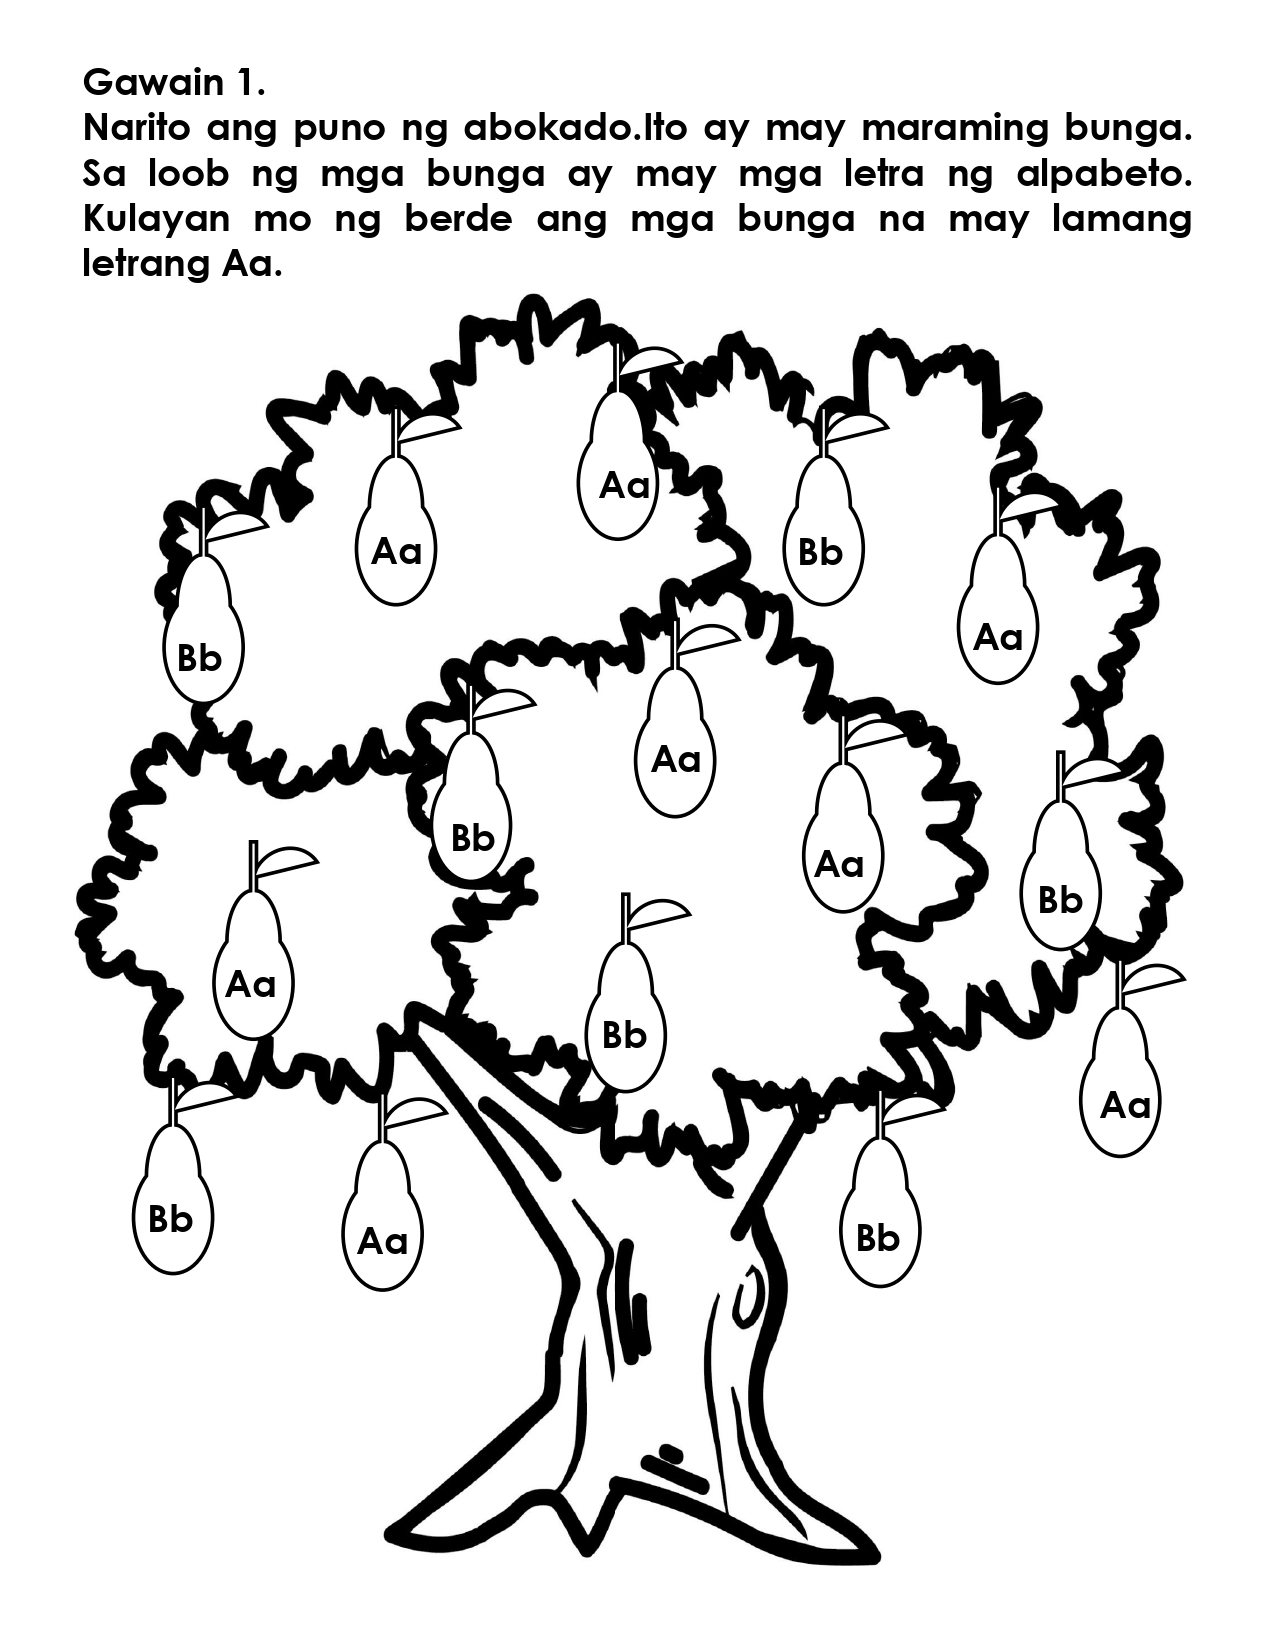 Gawain 1.
Narito ang puno ng abokado.Ito ay may maraming bunga.
Sa loob ng mga bunga ay may mga letra ng alpabeto.
Kulayan mo ng berde ang mga bunga na may lamang
letrang Aa.
Aa
Aa
Bb
Aa
Bb
Aa
Bb
Aa
Bb
Aa
Bb
Aa
Bb
Aa
Bb